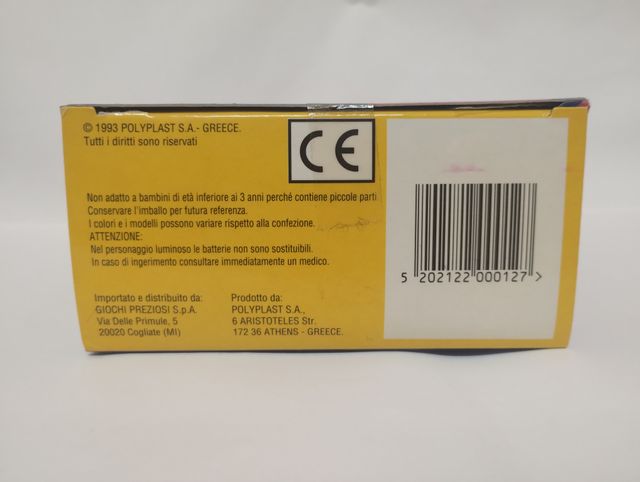 © 1993 POLYPLAST S.A.- GREECE.
Tutti i diritti sono riservati
CE
Non adatto a bambini di età inferiore ai 3 anni perché contiene piccole parti
Conservare l'imballo per futura referenza.
I colori e i modelli possono variare rispetto alla confezione.
ATTENZIONE:
Nel personaggio luminoso le batterie non sono sostituibili.
In caso di ingerimento consultare immediatamente un medico.
Importato e distribuito da:
GIOCHI PREZIOSI S.p.A.
Via Delle Primule, 5
20020 Cogliate (MI)
Prodotto da:
POLYPLAST S.A.,
6 ARISTOTELES Str.
172 36 ATHENS - GREECE.
5 202122 000127 >